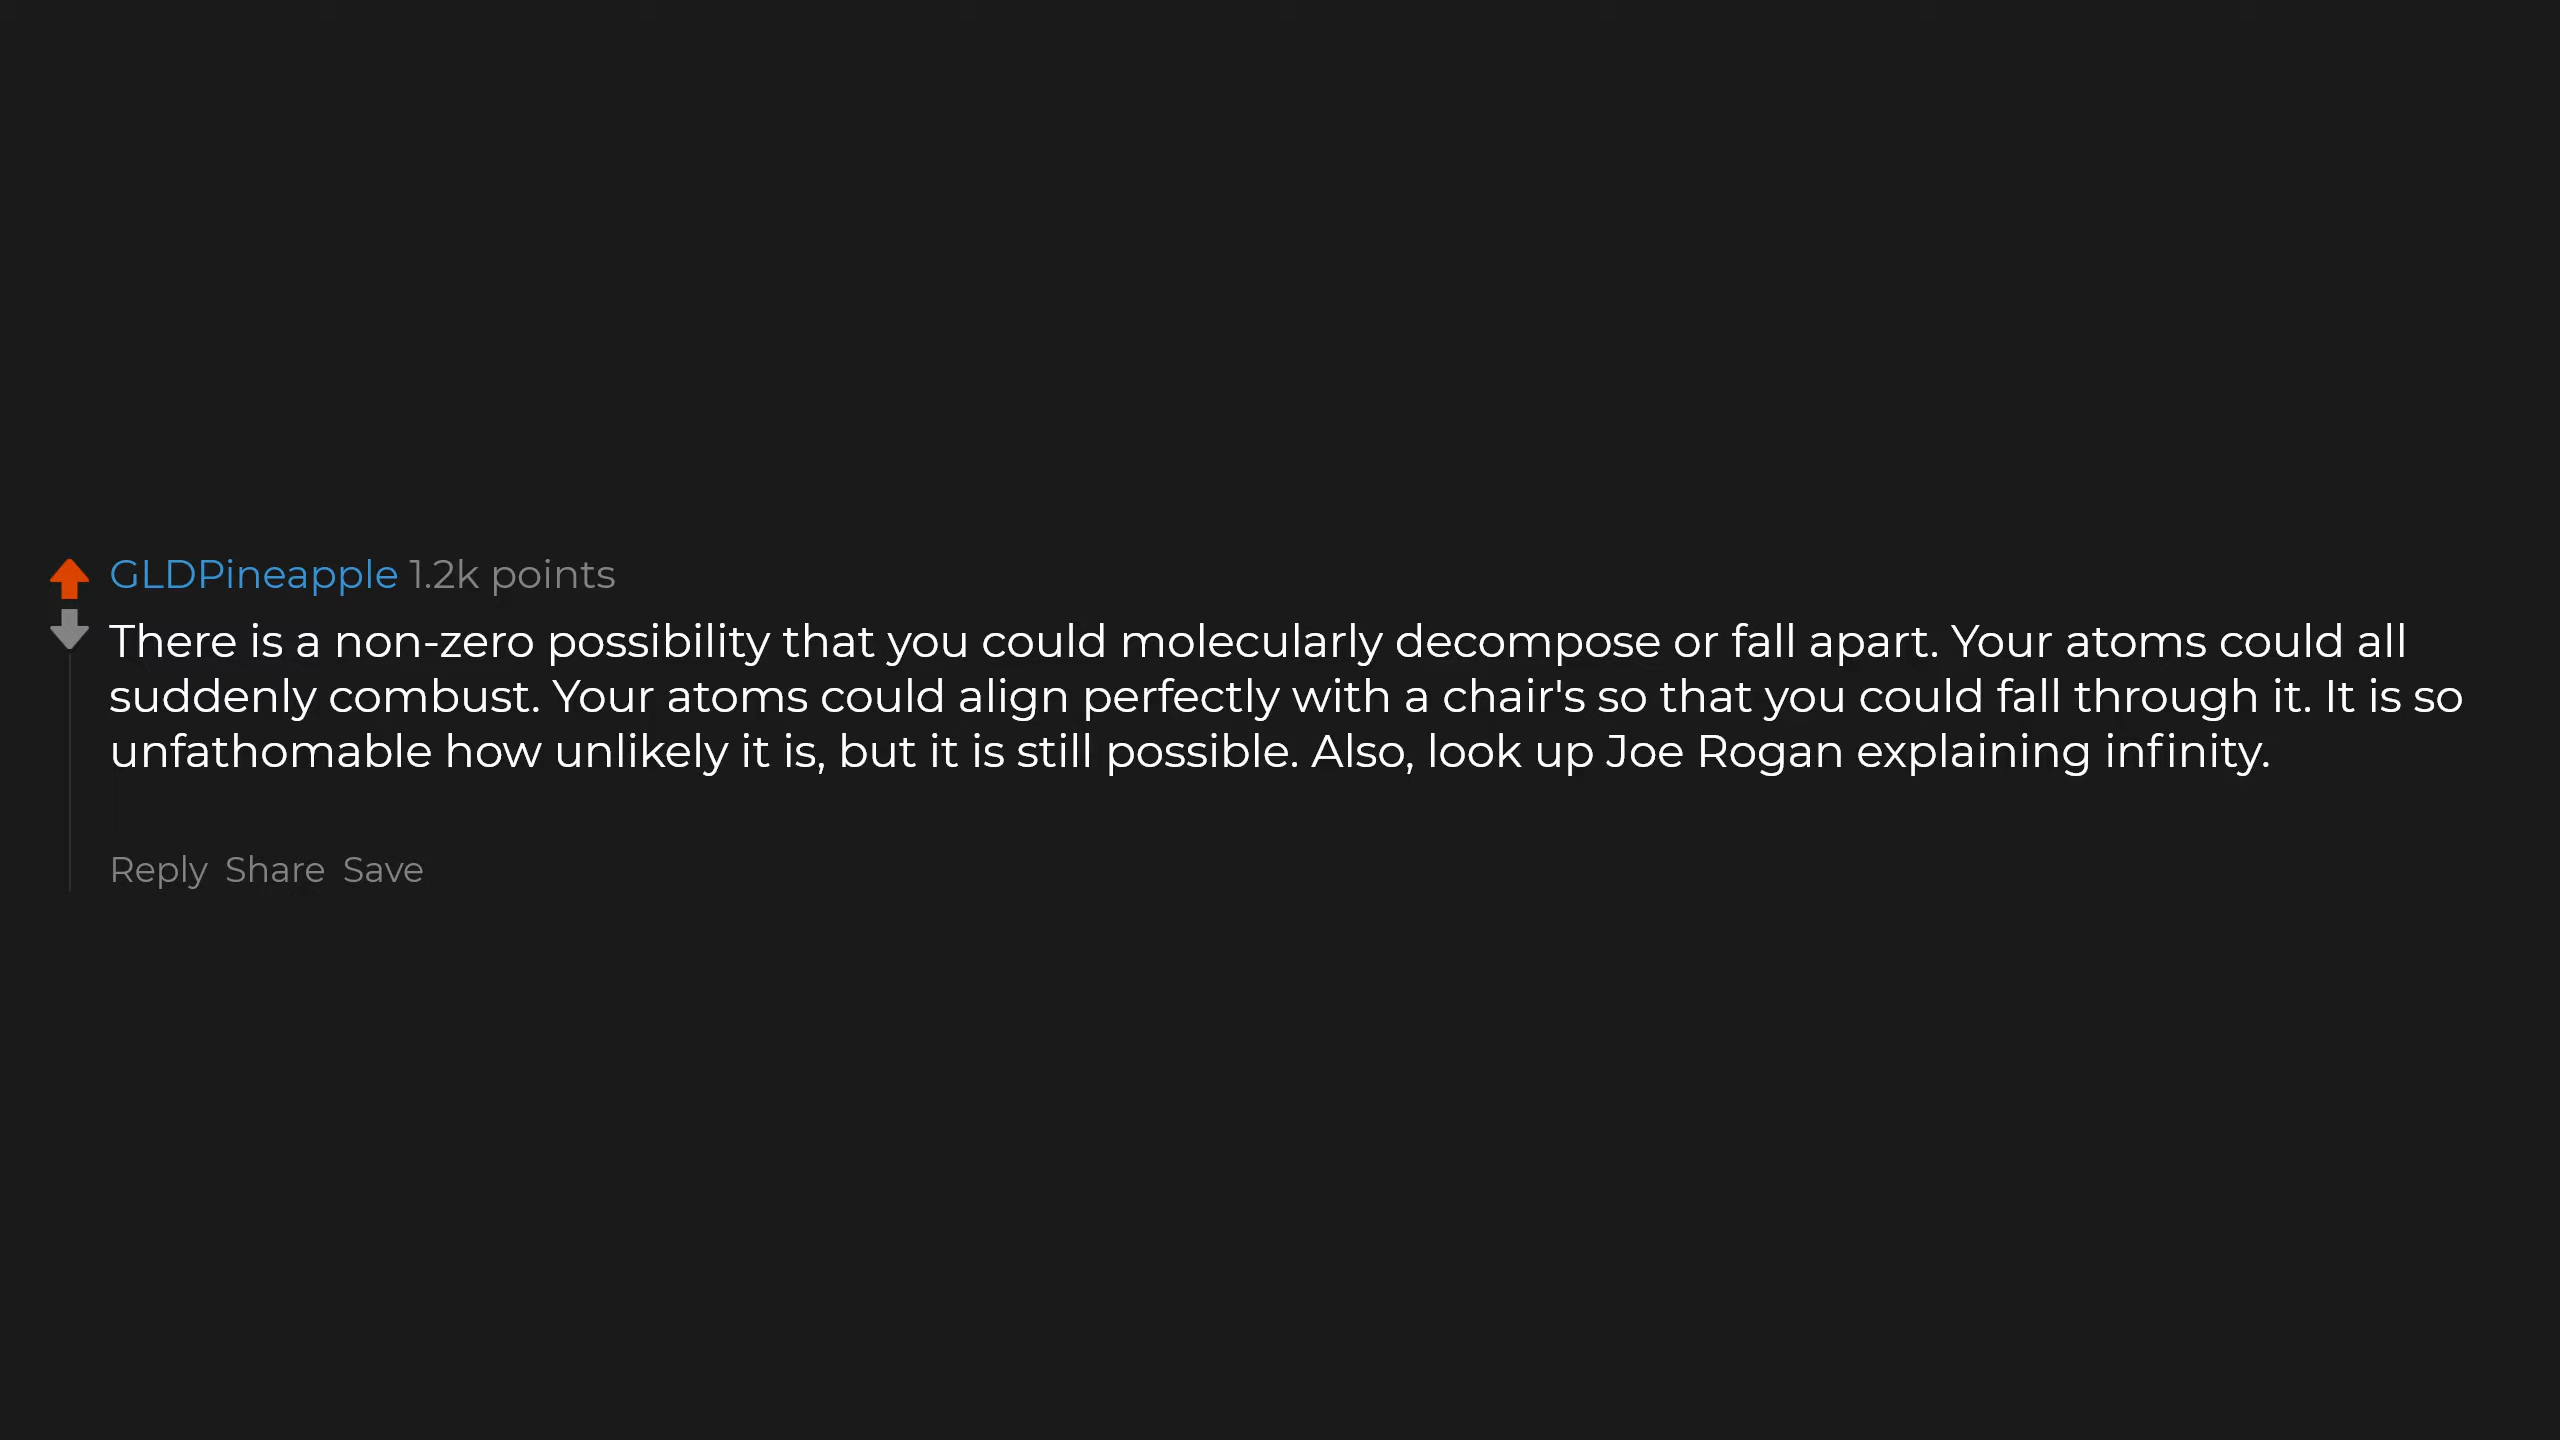 GLDPineapple 1.2k points
There is a non-zero possibility that you could molecularly decompose or fall apart. Your atoms could all
suddenly combust. Your atoms could align perfectly with a chair's so that you could fall through it. It is so
unfathomable how unlikely it is, but it is still possible. Also, look up Joe Rogan explaining infinity.
Reply Share Save